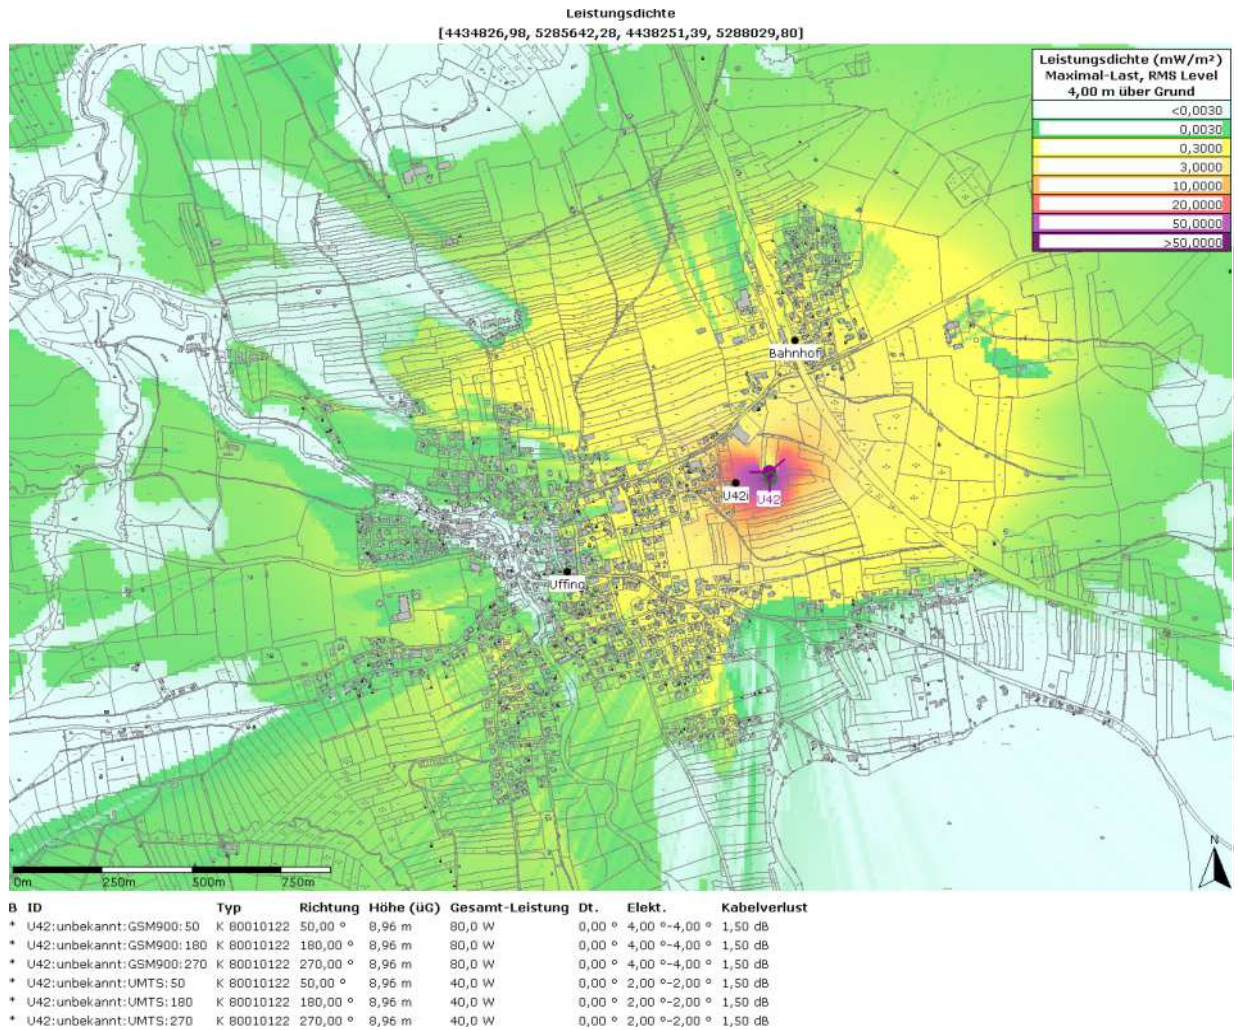 Leistungsdichte
[4434826,98, 5285642,28, 4438251,39, 5288029,80]
Leistungsdichte (mW/m²)
Maximal-Last, RMS Level
4,00 m über Grund
<0,0030
0,0030
0,3000
3,0000
10,0000
20,0000
50,0000
>50,0000
Bahnhof
U42i
U42
Uffing
N
0m 250m 500m 750m
B ID Typ Richtung Höhe (üG) Gesamt-Leistung Dt. Elekt. Kabelverlust
* U42:unbekannt:GSM900:50 K 80010122 50,00 ° 8,96 m 80,0 W 0,00 ° 4,00 °-4,00 ° 1,50 dB
* U42:unbekannt:GSM900:180 K 80010122 180,00 ° 8,96 m 80,0 W 0,00 ° 4,00 °-4,00 ° 1,50 dB
* U42:unbekannt:GSM900:270 K 80010122 270,00 ° 8,96 m 80,0 W 0,00 ° 4,00 °-4,00 ° 1,50 dB
* U42:unbekannt:UMTS:50 K 80010122 50,00 ° 8,96 m 40,0 W 0,00 ° 2,00 °-2,00 ° 1,50 dB
* U42:unbekannt:UMTS:180 K 80010122 180,00 ° 8,96 m 40,0 W 0,00 ° 2,00 °-2,00 ° 1,50 dB
* U42:unbekannt:UMTS:270 K 80010122 270,00 ° 8,96 m 40,0 W 0,00 ° 2,00 °-2,00 ° 1,50 dB